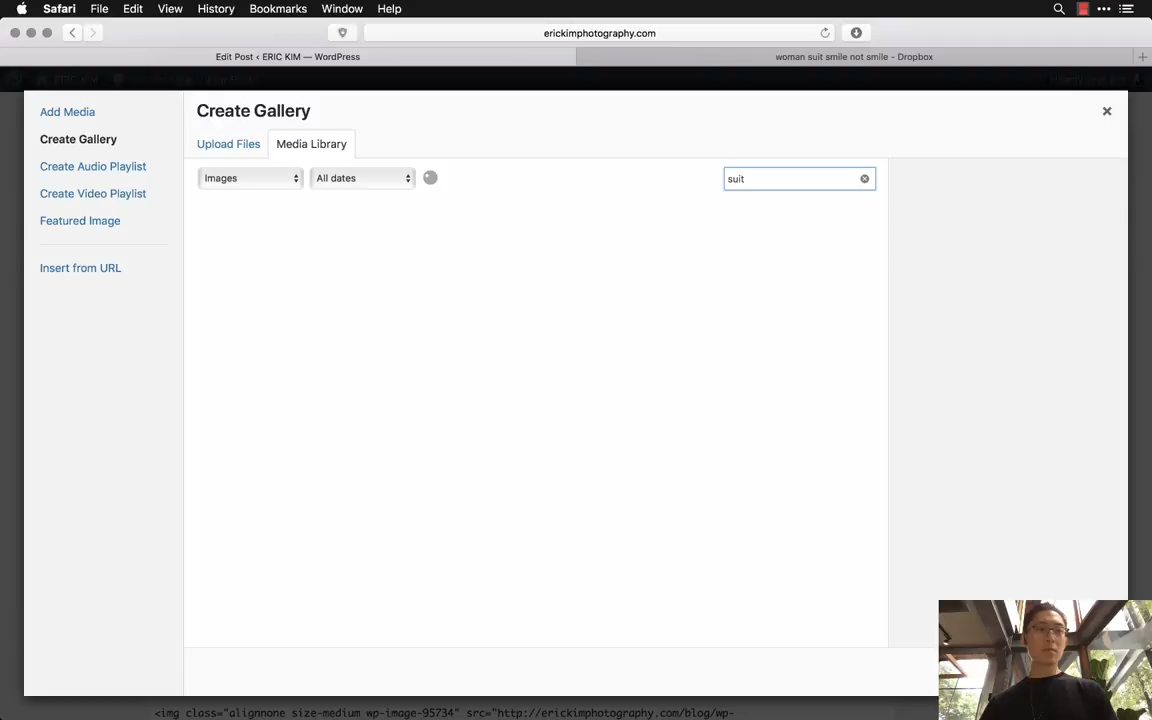 Safari File Edit View History Bookmarks Window Help
erickimphotography.com
Edit Post ‹ ERIC KIM — WordPress
woman suit smile not smile - Dropbox
ERIC KIM
Add Media
Create Gallery
Create Audio Playlist
Create Video Playlist
Featured Image
Insert from URL
Create Gallery
Upload Files Media Library
Images All dates suit
<img class="alignnone size-medium wp-image-95734" src="http://erickimphotography.com/blog/wp-